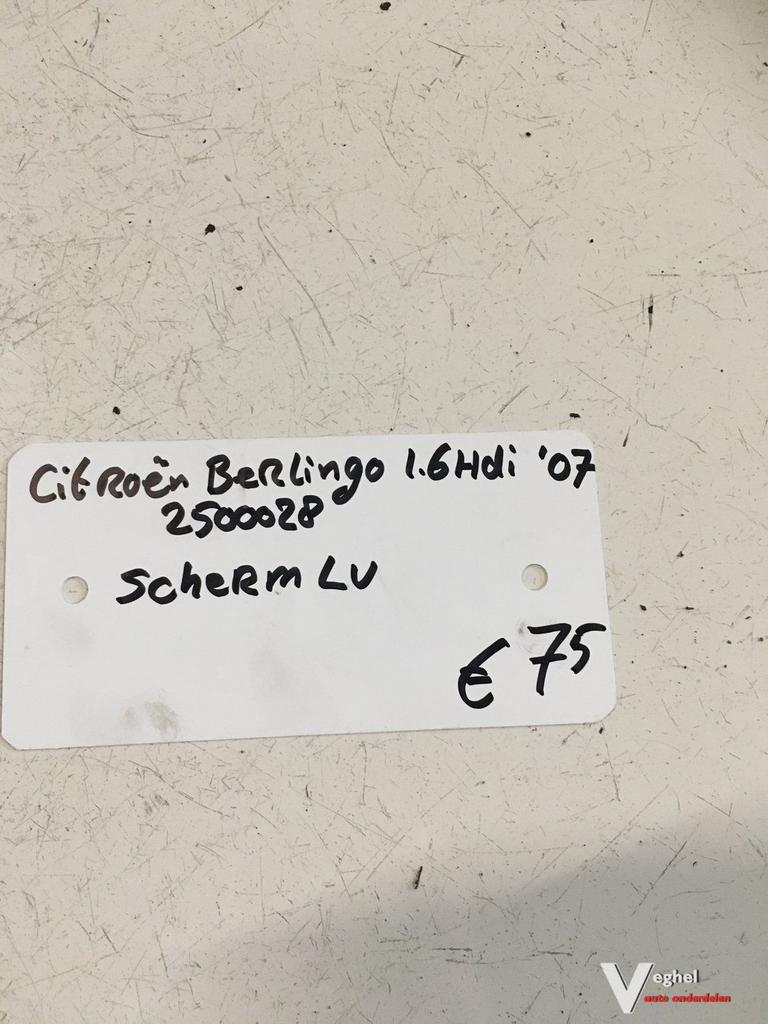 Citroën Berlingo 1.6Hdi '07
2500028
Scherm LV
€ 75
Veghel
auto onderdelen